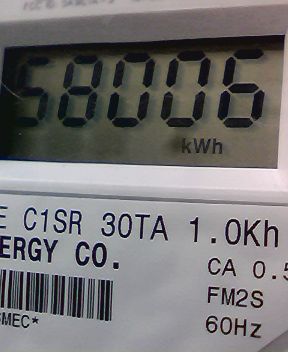 58006
kWh
E C1SR 30TA 1.0Kh
ERGY CO.
CA 0.5
FM2S
60Hz
SMEC*